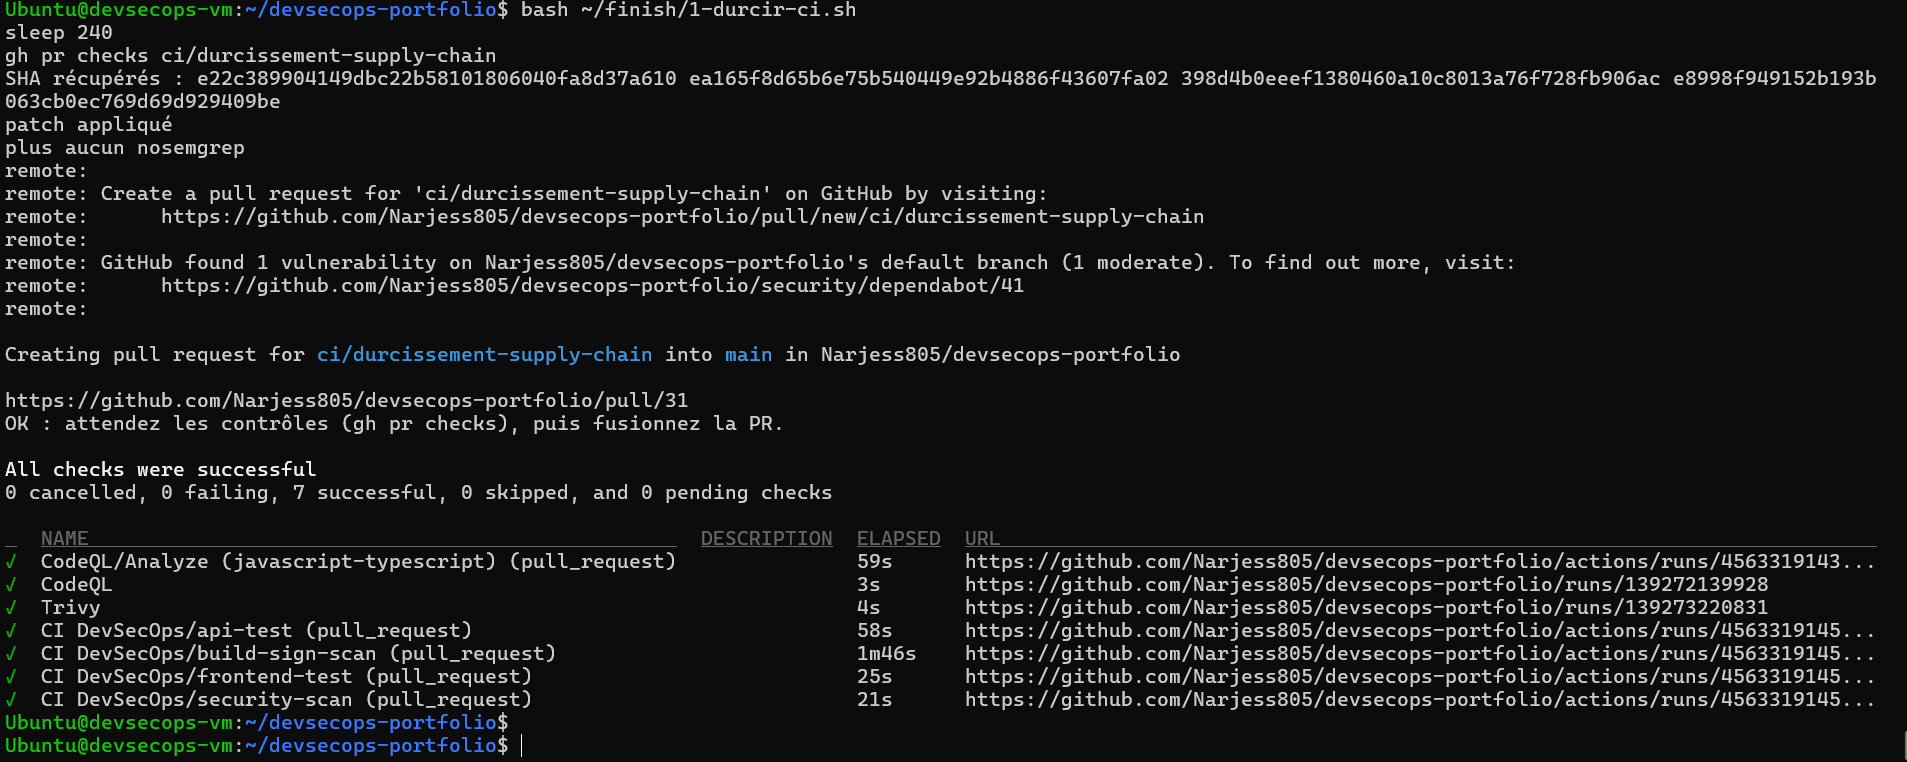 Ubuntu@devsecops-vm:~/devsecops-portfolio$ bash ~/finish/1-durcir-ci.sh
sleep 240
gh pr checks ci/durcissement-supply-chain
SHA récupérés : e22c389904149dbc22b58101806040fa8d37a610 ea165f8d65b6e75b540449e92b4886f43607fa02 398d4b0eeef1380460a10c8013a76f728fb906ac e8998f949152b193b
063cb0ec769d69d929409be
patch appliqué
plus aucun nosemgrep
remote:
remote: Create a pull request for 'ci/durcissement-supply-chain' on GitHub by visiting:
remote:      https://github.com/Narjess805/devsecops-portfolio/pull/new/ci/durcissement-supply-chain
remote:
remote: GitHub found 1 vulnerability on Narjess805/devsecops-portfolio's default branch (1 moderate). To find out more, visit:
remote:      https://github.com/Narjess805/devsecops-portfolio/security/dependabot/41
remote:
Creating pull request for ci/durcissement-supply-chain into main in Narjess805/devsecops-portfolio
https://github.com/Narjess805/devsecops-portfolio/pull/31
OK : attendez les contrôles (gh pr checks), puis fusionnez la PR.
All checks were successful
0 cancelled, 0 failing, 7 successful, 0 skipped, and 0 pending checks
NAME DESCRIPTION ELAPSED URL
✓ CodeQL/Analyze (javascript-typescript) (pull_request) 59s https://github.com/Narjess805/devsecops-portfolio/actions/runs/4563319143...
✓ CodeQL 3s https://github.com/Narjess805/devsecops-portfolio/runs/139272139928
✓ Trivy 4s https://github.com/Narjess805/devsecops-portfolio/runs/139273220831
✓ CI DevSecOps/api-test (pull_request) 58s https://github.com/Narjess805/devsecops-portfolio/actions/runs/4563319145...
✓ CI DevSecOps/build-sign-scan (pull_request) 1m46s https://github.com/Narjess805/devsecops-portfolio/actions/runs/4563319145...
✓ CI DevSecOps/frontend-test (pull_request) 25s https://github.com/Narjess805/devsecops-portfolio/actions/runs/4563319145...
✓ CI DevSecOps/security-scan (pull_request) 21s https://github.com/Narjess805/devsecops-portfolio/actions/runs/4563319145...
Ubuntu@devsecops-vm:~/devsecops-portfolio$
Ubuntu@devsecops-vm:~/devsecops-portfolio$